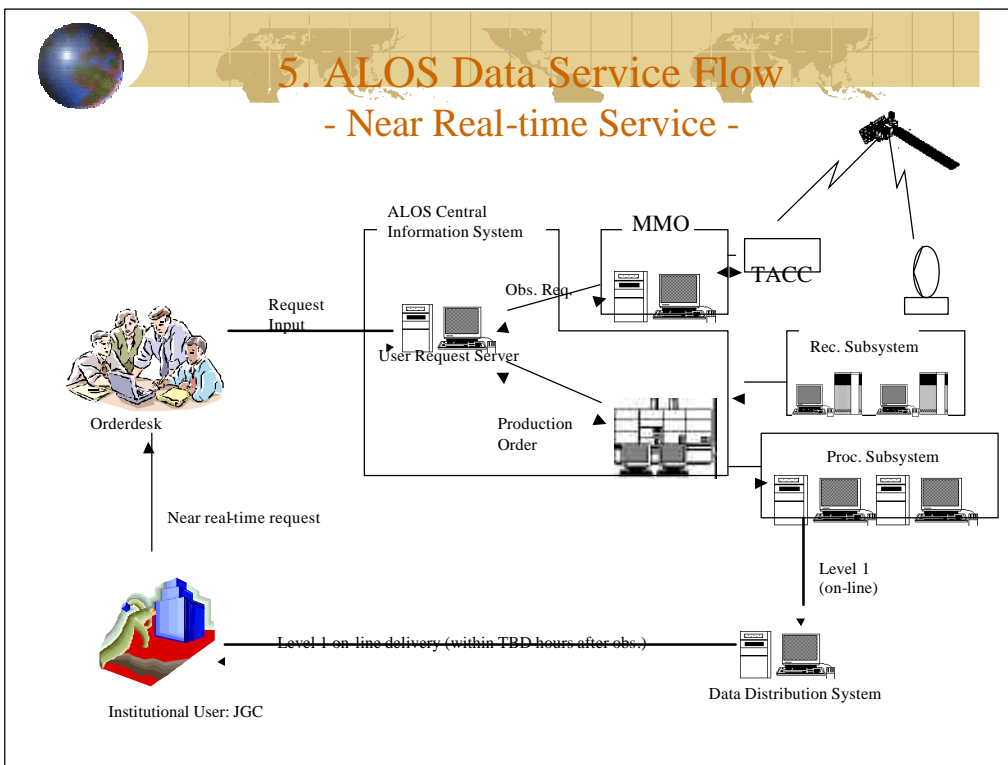 5. ALOS Data Service Flow
- Near Real-time Service -
ALOS Central
Information System
MMO
TACC
Obs. Req.
Request
Input
User Request Server
Rec. Subsystem
Orderdesk
Production
Order
Proc. Subsystem
Near real-time request
Level 1
(on-line)
Level 1 on-line delivery (within TBD hours after obs.)
Data Distribution System
Institutional User: JGC